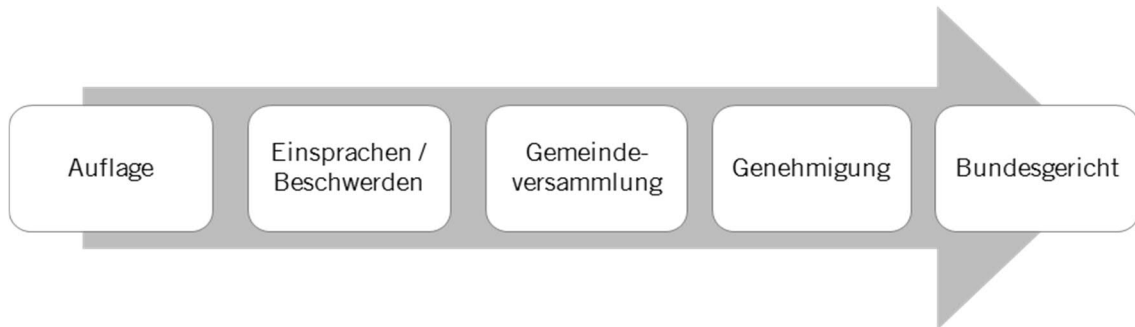 Auflage
Einsprachen /
Beschwerden
Gemeinde-
versammlung
Genehmigung
Bundesgericht